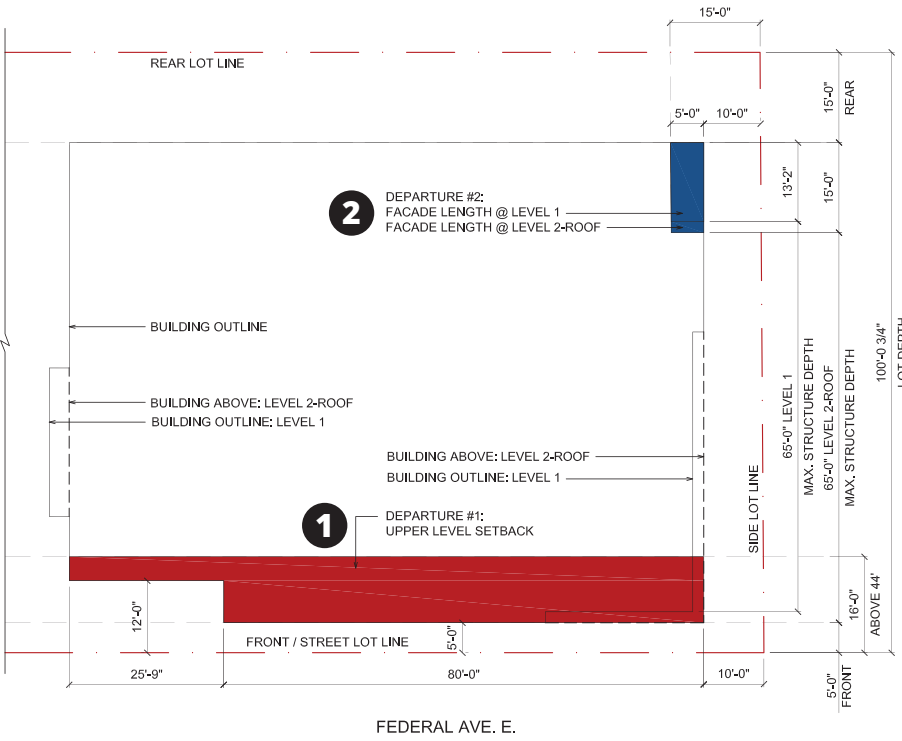 15'-0"
REAR LOT LINE
15'-0"
REAR
5'-0"
10'-0"
13'-2"
15'-0"
2
DEPARTURE #2:
FACADE LENGTH @ LEVEL 1
FACADE LENGTH @ LEVEL 2-ROOF
BUILDING OUTLINE
100'-0 3/4"
LOT DEPTH
BUILDING ABOVE: LEVEL 2-ROOF
BUILDING OUTLINE: LEVEL 1
65'-0" LEVEL 1
MAX. STRUCTURE DEPTH
65'-0" LEVEL 2-ROOF
MAX. STRUCTURE DEPTH
BUILDING ABOVE: LEVEL 2-ROOF
BUILDING OUTLINE: LEVEL 1
SIDE LOT LINE
1
DEPARTURE #1:
UPPER LEVEL SETBACK
12'-0"
16'-0"
ABOVE 44'
FRONT / STREET LOT LINE
5'-0"
25'-9"
80'-0"
10'-0"
5'-0"
FRONT
FEDERAL AVE. E.